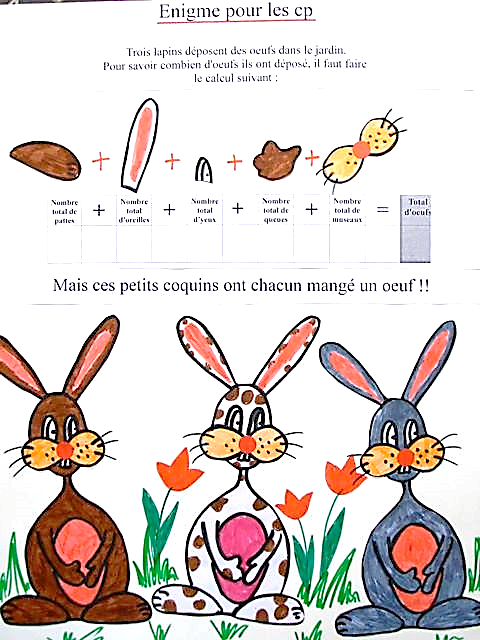 Enigme pour les cp
Trois lapins déposent des oeufs dans le jardin.
Pour savoir combien d'oeufs ils ont déposé, il faut faire
le calcul suivant :
+ + + +
Nombre total de pattes + Nombre total d'oreilles + Nombre total d'yeux + Nombre total de queues + Nombre total de museaux = Total d'oeufs
Mais ces petits coquins ont chacun mangé un oeuf !!